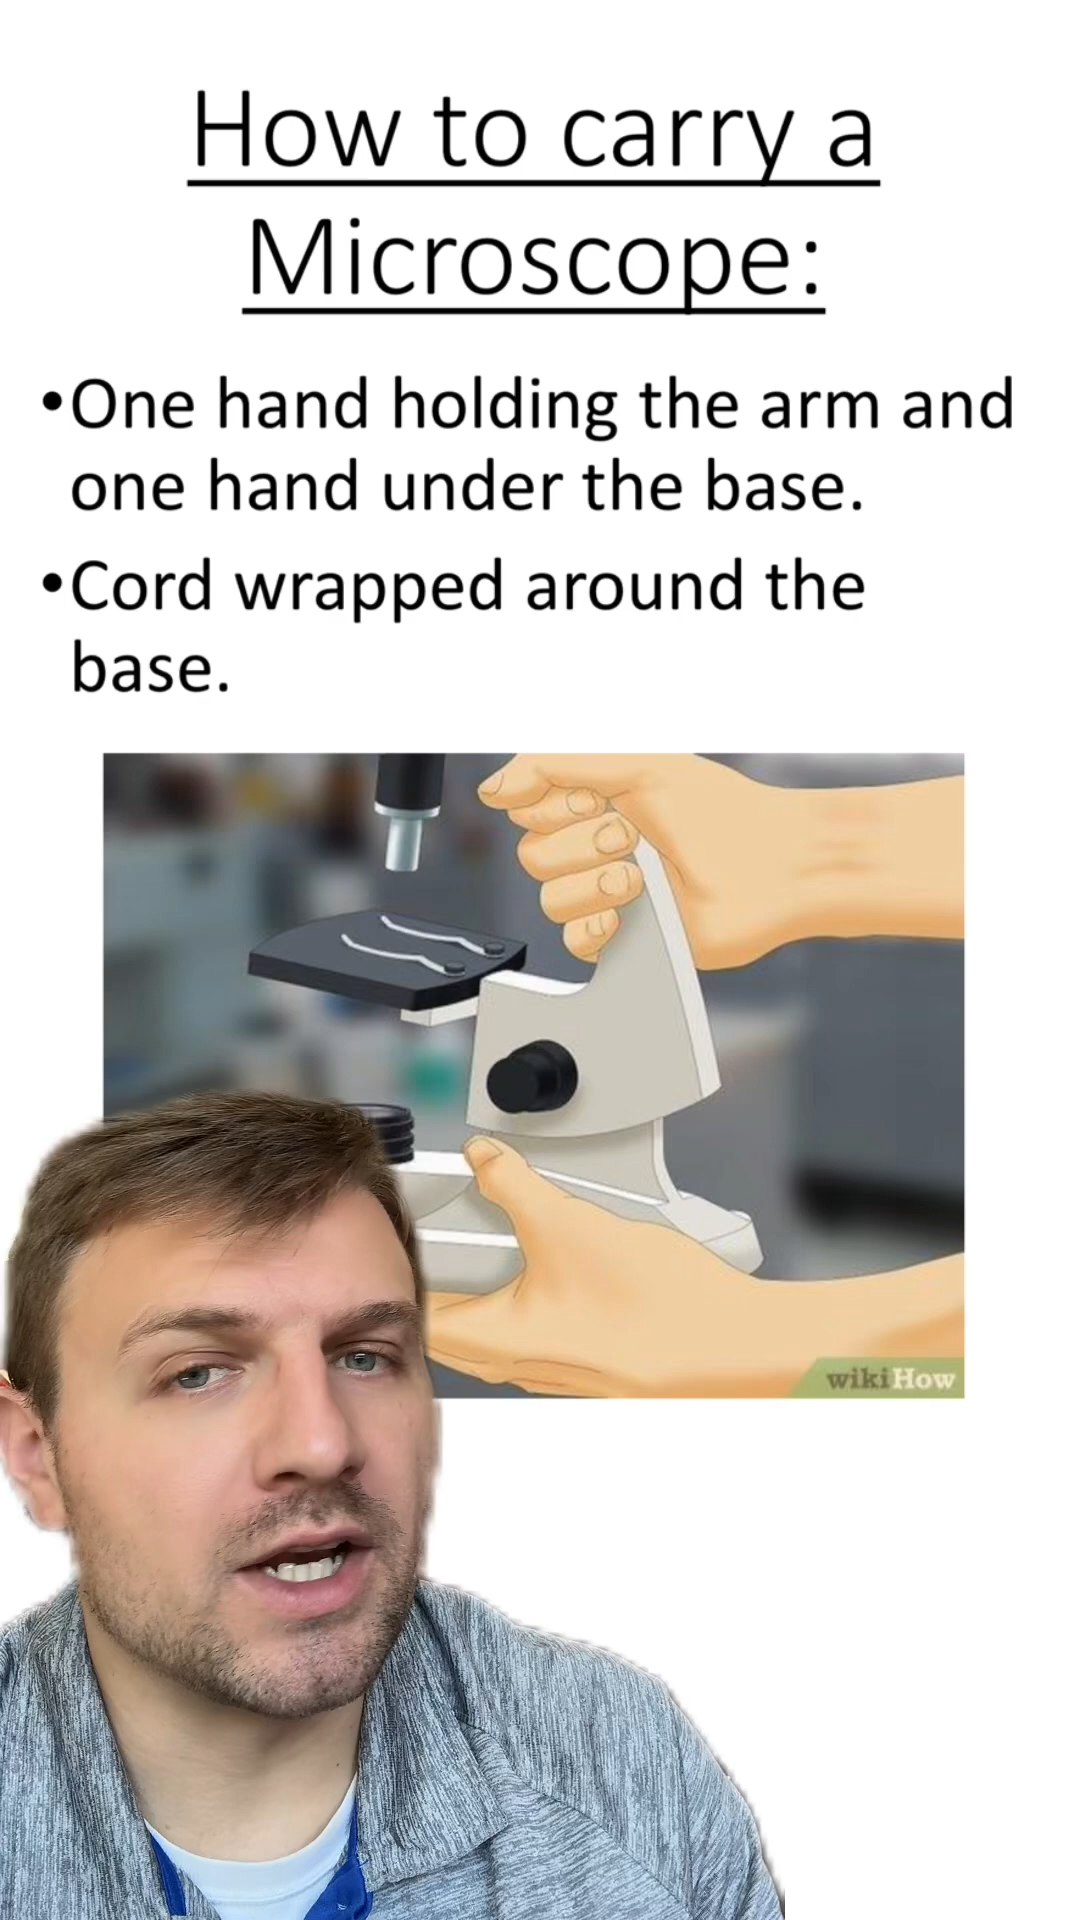 How to carry a
Microscope:
•One hand holding the arm and
one hand under the base.
•Cord wrapped around the
base.
wikiHow